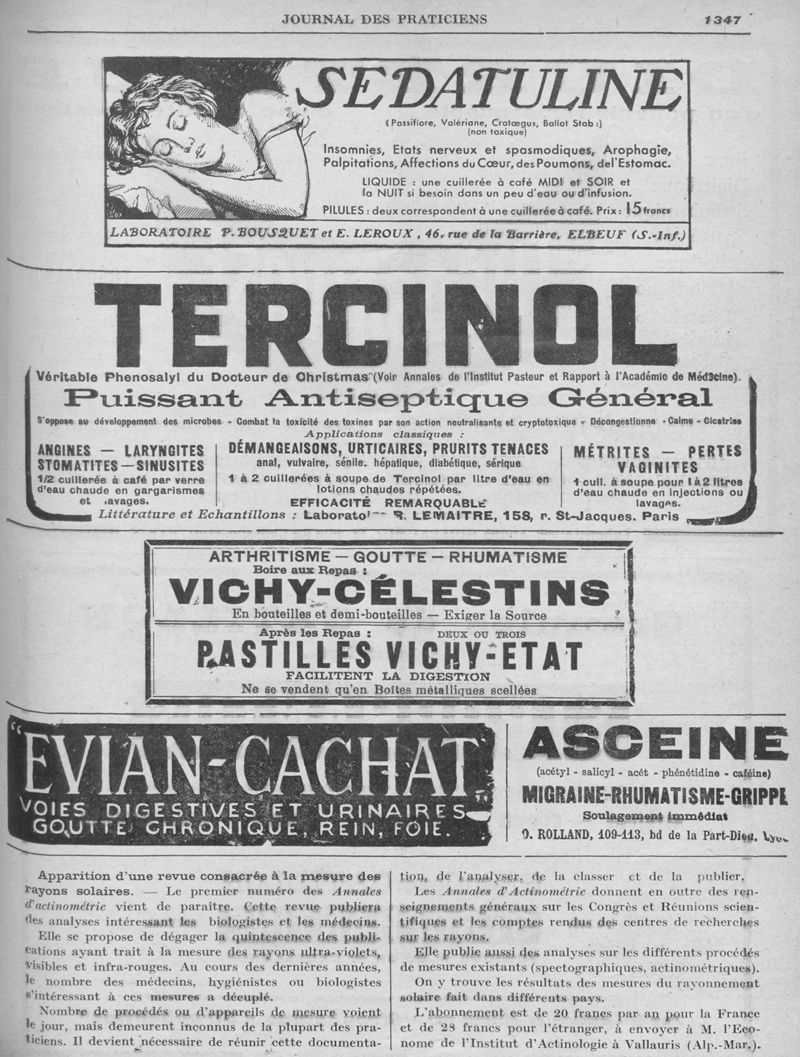 JOURNAL DES PRATICIENS 1347
SÉDATULINE
(Passiflore, Valériane, Cratœgus, Ballot Stab:)
(non toxique)
Insomnies, Etats nerveux et spasmodiques, Arophagie,
Palpitations, Affections du Cœur, des Poumons, del'Estomac.
LIQUIDE : une cuillerée à café MIDI et SOIR et
la NUIT si besoin dans un peu d'eau ou d'infusion.
PILULES : deux correspondent à une cuillerée à café. Prix : 15 francs
LABORATOIRE P. BOUSQUET et E. LEROUX, 46, rue de la Barrière, ELBEUF (S.-Inf.)
TERCINOL
Véritable Phenosalyl du Docteur de Christmas (Voir Annales de l'Institut Pasteur et Rapport à l'Académie de Médecine).
Puissant Antiseptique Général
S'oppose au développement des microbes - Combat la toxicité des toxines par son action neutralisante et cryptotoxique - Décongestionne - Calme - Cicatrise
Applications classiques :
ANGINES — LARYNGITES
STOMATITES — SINUSITES
1/2 cuillerée à café par verre
d'eau chaude en gargarismes
et lavages.
DÉMANGEAISONS, URTICAIRES, PRURITS TENACES
anal, vulvaire, sénile, hépatique, diabétique, sérique
1 à 2 cuillerées à soupe de Tercinol par litre d'eau en
lotions chaudes répétées.
EFFICACITÉ REMARQUABLE
MÉTRITES — PERTES
VAGINITES
1 cuil. à soupe pour 1 à 2 litres
d'eau chaude en injections ou
lavages.
Littérature et Echantillons : Laborato R. LEMAITRE, 158, r. St-Jacques. Paris
ARTHRITISME — GOUTTE — RHUMATISME
Boire aux Repas :
VICHY-CÉLESTINS
En bouteilles et demi-bouteilles — Exiger la Source
Après les Repas : DEUX OU TROIS
PASTILLES VICHY-ETAT
FACILITENT LA DIGESTION
Ne se vendent qu'en Boîtes métalliques scellées
"EVIAN-CACHAT"
VOIES DIGESTIVES ET URINAIRES
GOUTTE CHRONIQUE, REIN, FOIE.
ASCEINE
(acétyl - salicyl - acét - phénétidine - caféine)
MIGRAINE-RHUMATISME-GRIPPE
Soulagement immédiat
O. ROLLAND, 109-113, bd de la Part-Dieu, Lyon
Apparition d'une revue consacrée à la mesure des
rayons solaires. — Le premier numéro des Annales
d'actinométrie vient de paraître. Cette revue publiera
des analyses intéressant les biologistes et les médecins.
Elle se propose de dégager la quintescence des publi-
cations ayant trait à la mesure des rayons ultra-violets,
visibles et infra-rouges. Au cours des dernières années,
le nombre des médecins, hygiénistes ou biologistes
s'intéressant à ces mesures a décuplé.
Nombre de procédés ou d'appareils de mesure voient
le jour, mais demeurent inconnus de la plupart des pra-
ticiens. Il devient nécessaire de réunir cette documenta-
tion, de l'analyser, de la classer et de la publier.
Les Annales d'Actinométrie donnent en outre des ren-
seignements généraux sur les Congrès et Réunions scien-
tifiques et les comptes rendus des centres de recherches
sur les rayons.
Elle publie aussi des analyses sur les différents procédés
de mesures existants (spectographiques, actinométriques).
On y trouve les résultats des mesures du rayonnement
solaire fait dans différents pays.
L'abonnement est de 20 francs par an pour la France
et de 28 francs pour l'étranger, à envoyer à M. l'Eco-
nome de l'Institut d'Actinologie à Vallauris (Alp.-Mar.).